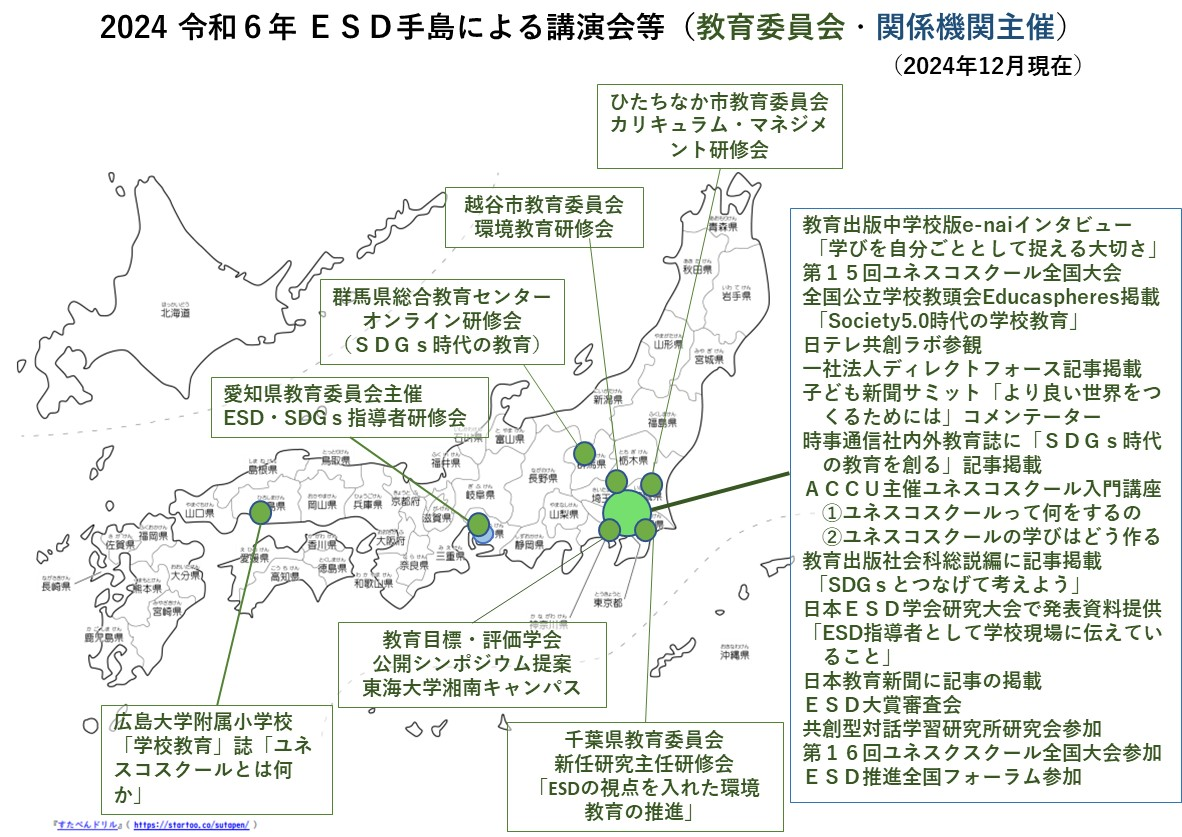 2024 令和６年 ＥＳＤ手島による講演会等（教育委員会・関係機関主催）
（2024年12月現在）
ひたちなか市教育委員会
カリキュラム・マネジメ
ント研修会
越谷市教育委員会
環境教育研修会
群馬県総合教育センター
オンライン研修会
（ＳＤＧｓ時代の教育）
愛知県教育委員会主催
ESD・SDGｓ指導者研修会
教育出版中学校版e-naiインタビュー
「学びを自分ごととして捉える大切さ」
第１５回ユネスコスクール全国大会
全国公立学校教頭会Educaspheres掲載
「Society5.0時代の学校教育」
日テレ共創ラボ参観
一社法人ディレクトフォース記事掲載
子ども新聞サミット「より良い世界をつ
くるためには」コメンテーター
時事通信社内外教育誌に「ＳＤＧｓ時代
の教育を創る」記事掲載
ＡＣＣＵ主催ユネスコスクール入門講座
①ユネスコスクールって何をするの
②ユネスコスクールの学びはどう作る
教育出版社会科総説編に記事掲載
「SDGｓとつなげて考えよう」
日本ＥＳＤ学会研究大会で発表資料提供
「ESD指導者として学校現場に伝えてい
ること」
日本教育新聞に記事の掲載
ＥＳＤ大賞審査会
共創型対話学習研究所研究会参加
第１６回ユネスクスクール全国大会参加
ＥＳＤ推進全国フォーラム参加
北海道
青森県
秋田県
岩手県
山形県
宮城県
新潟県
福島県
石川県
富山県
栃木県
福井県
長野県
岐阜県
山梨県
静岡県
滋賀県
京都府
兵庫県
鳥取県
島根県
岡山県
山口県
大阪府
奈良県
三重県
和歌山県
香川県
徳島県
愛媛県
高知県
福岡県
佐賀県
長崎県
大分県
熊本県
宮崎県
鹿児島県
東京都
神奈川県
沖縄県
教育目標・評価学会
公開シンポジウム提案
東海大学湘南キャンパス
広島大学附属小学校
「学校教育」誌「ユネ
スコスクールとは何
か」
千葉県教育委員会
新任研究主任研修会
「ESDの視点を入れた環境
教育の推進」
『すたぺんドリル』( https://startoo.co/sutapen/ )